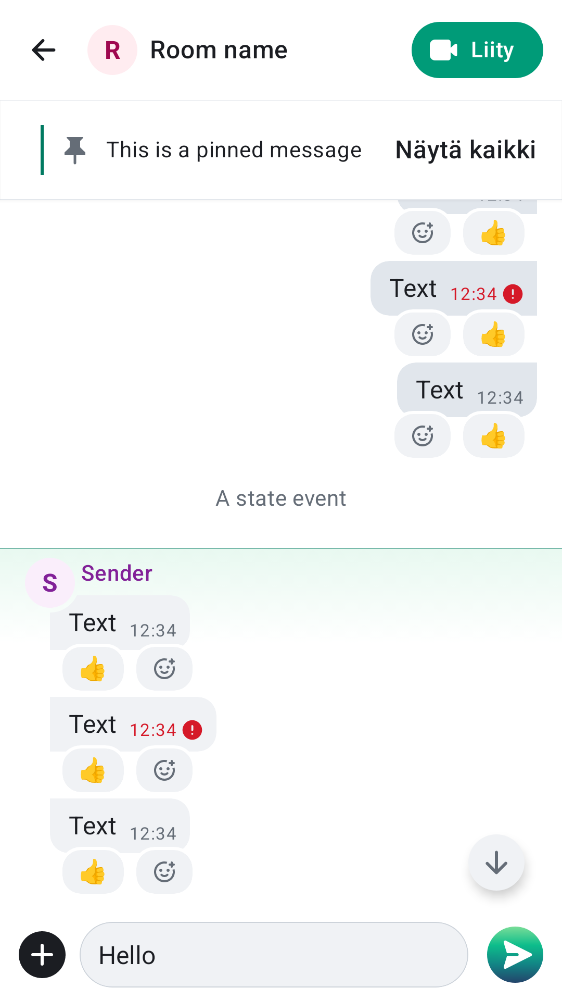 R Room name Liity
This is a pinned message Näytä kaikki
Text 12:34
Text 12:34
A state event
S Sender
Text 12:34
Text 12:34
Text 12:34
Hello